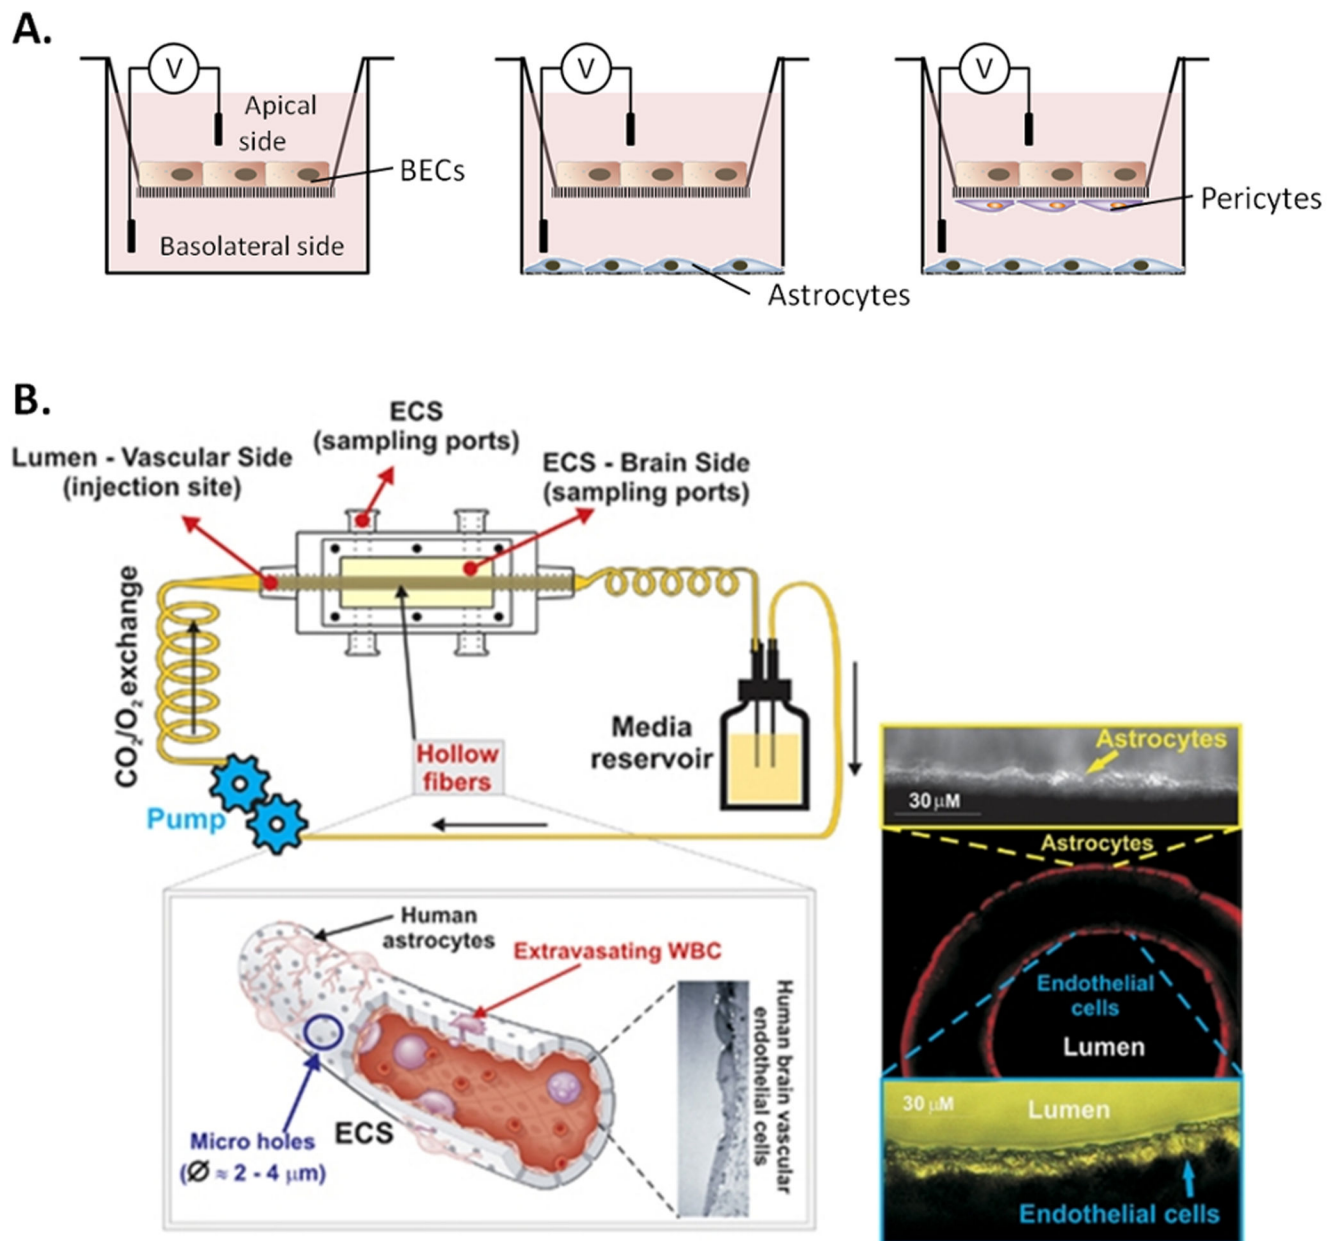 A.
V
V
V
Apical
side
BECs
Basolateral side
Pericytes
Astrocytes
B.
ECS
(sampling ports)
Lumen - Vascular Side
(injection site)
ECS - Brain Side
(sampling ports)
CO₂/O₂ exchange
Hollow
fibers
Media
reservoir
Pump
Human
astrocytes
Extravasating WBC
Human brain vascular
endothelial cells
Micro holes
(Ø ≈ 2 - 4 μm)
ECS
Astrocytes
30 μM
Astrocytes
Endothelial
cells
Lumen
30 μM
Lumen
Endothelial cells